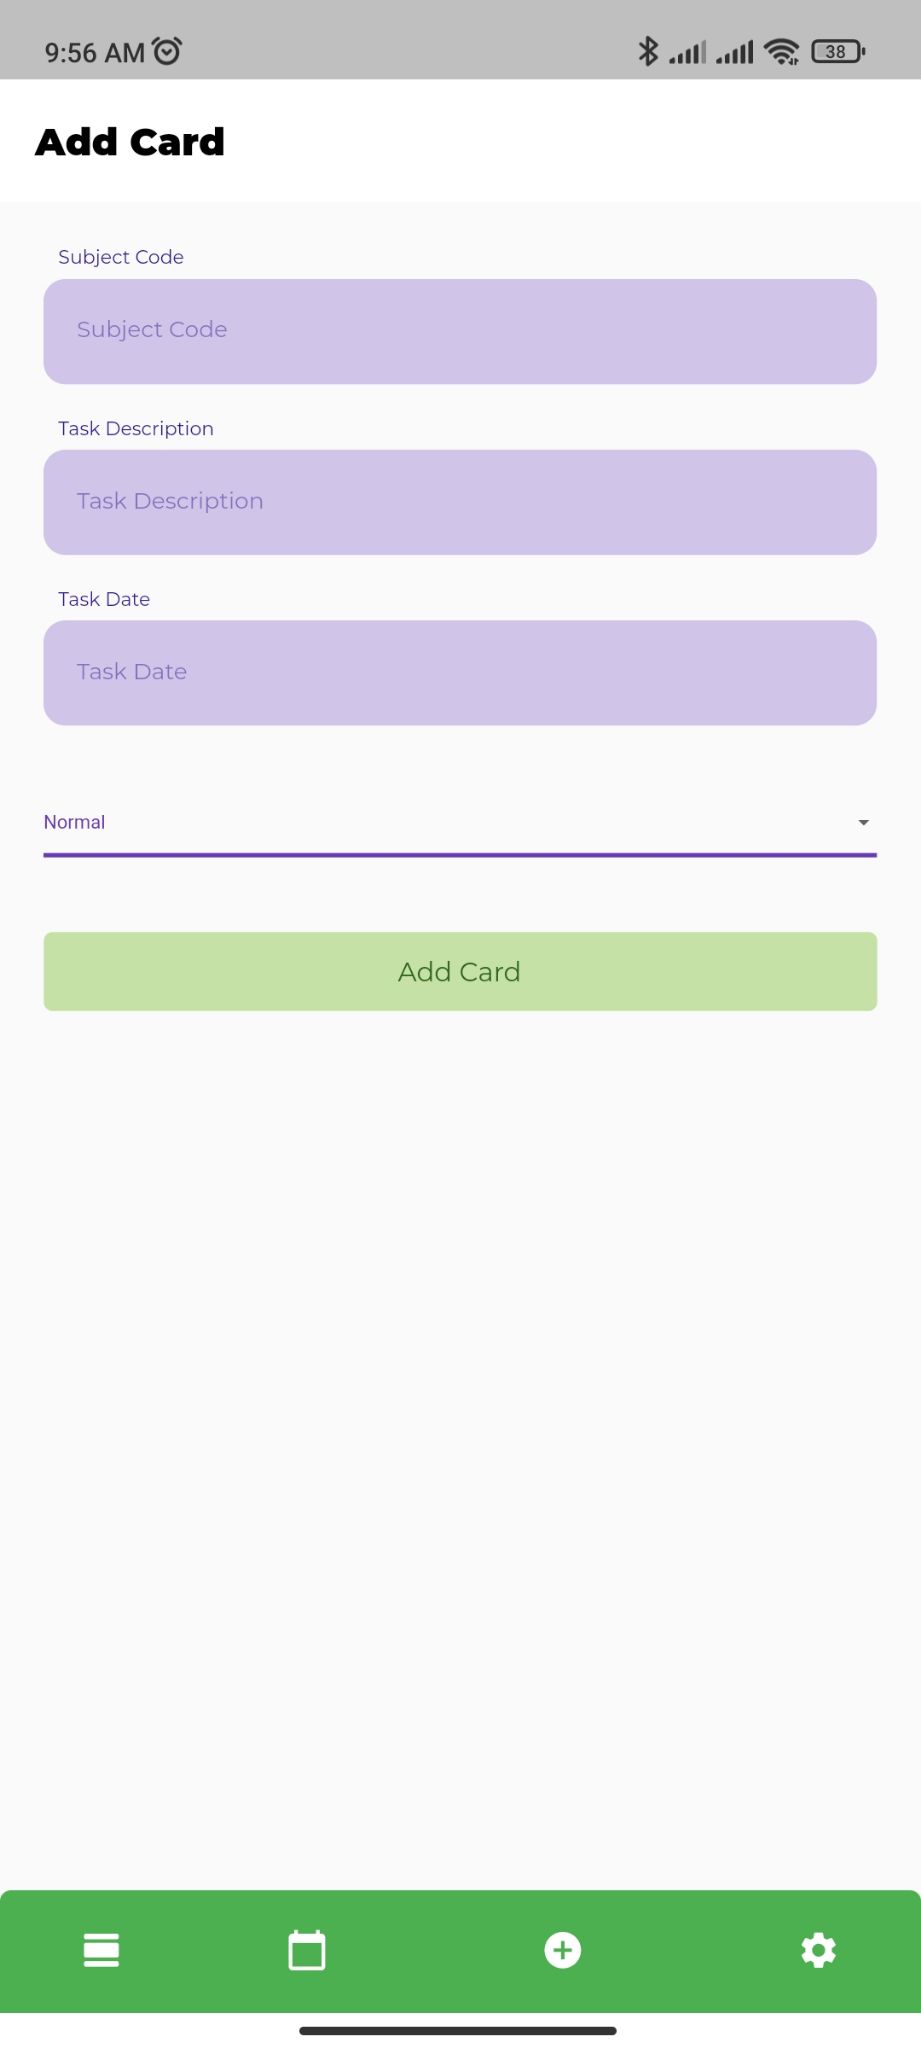 9:56 AM
38
Add Card
Subject Code
Subject Code
Task Description
Task Description
Task Date
Task Date
Normal
Add Card